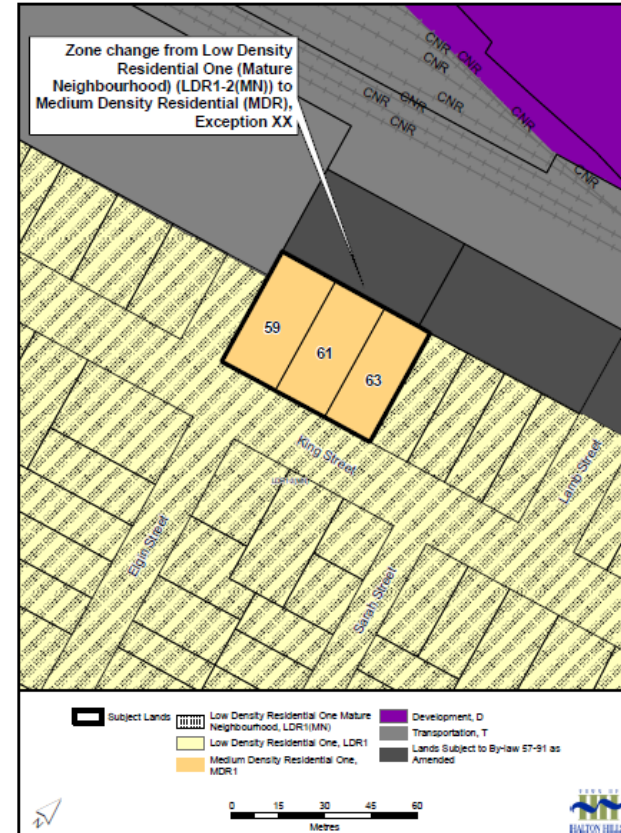 Zone change from Low Density
Residential One (Mature
Neighbourhood) (LDR1-2(MN)) to
Medium Density Residential (MDR),
Exception XX
CNR
CNR
CNR
CNR
CNR
CNR
CNR
CNR
CNR
59
61
63
King Street
Lamb Street
Elgin Street
Sarah Street
Subject Lands
Low Density Residential One Mature
Neighbourhood, LDR1(MN)
Low Density Residential One, LDR1
Medium Density Residential One,
MDR1
Development, D
Transportation, T
Lands Subject to By-law 57-91 as
Amended
Z
0 15 30 45 60
Metres
TOWN OF
HALTON HILLS